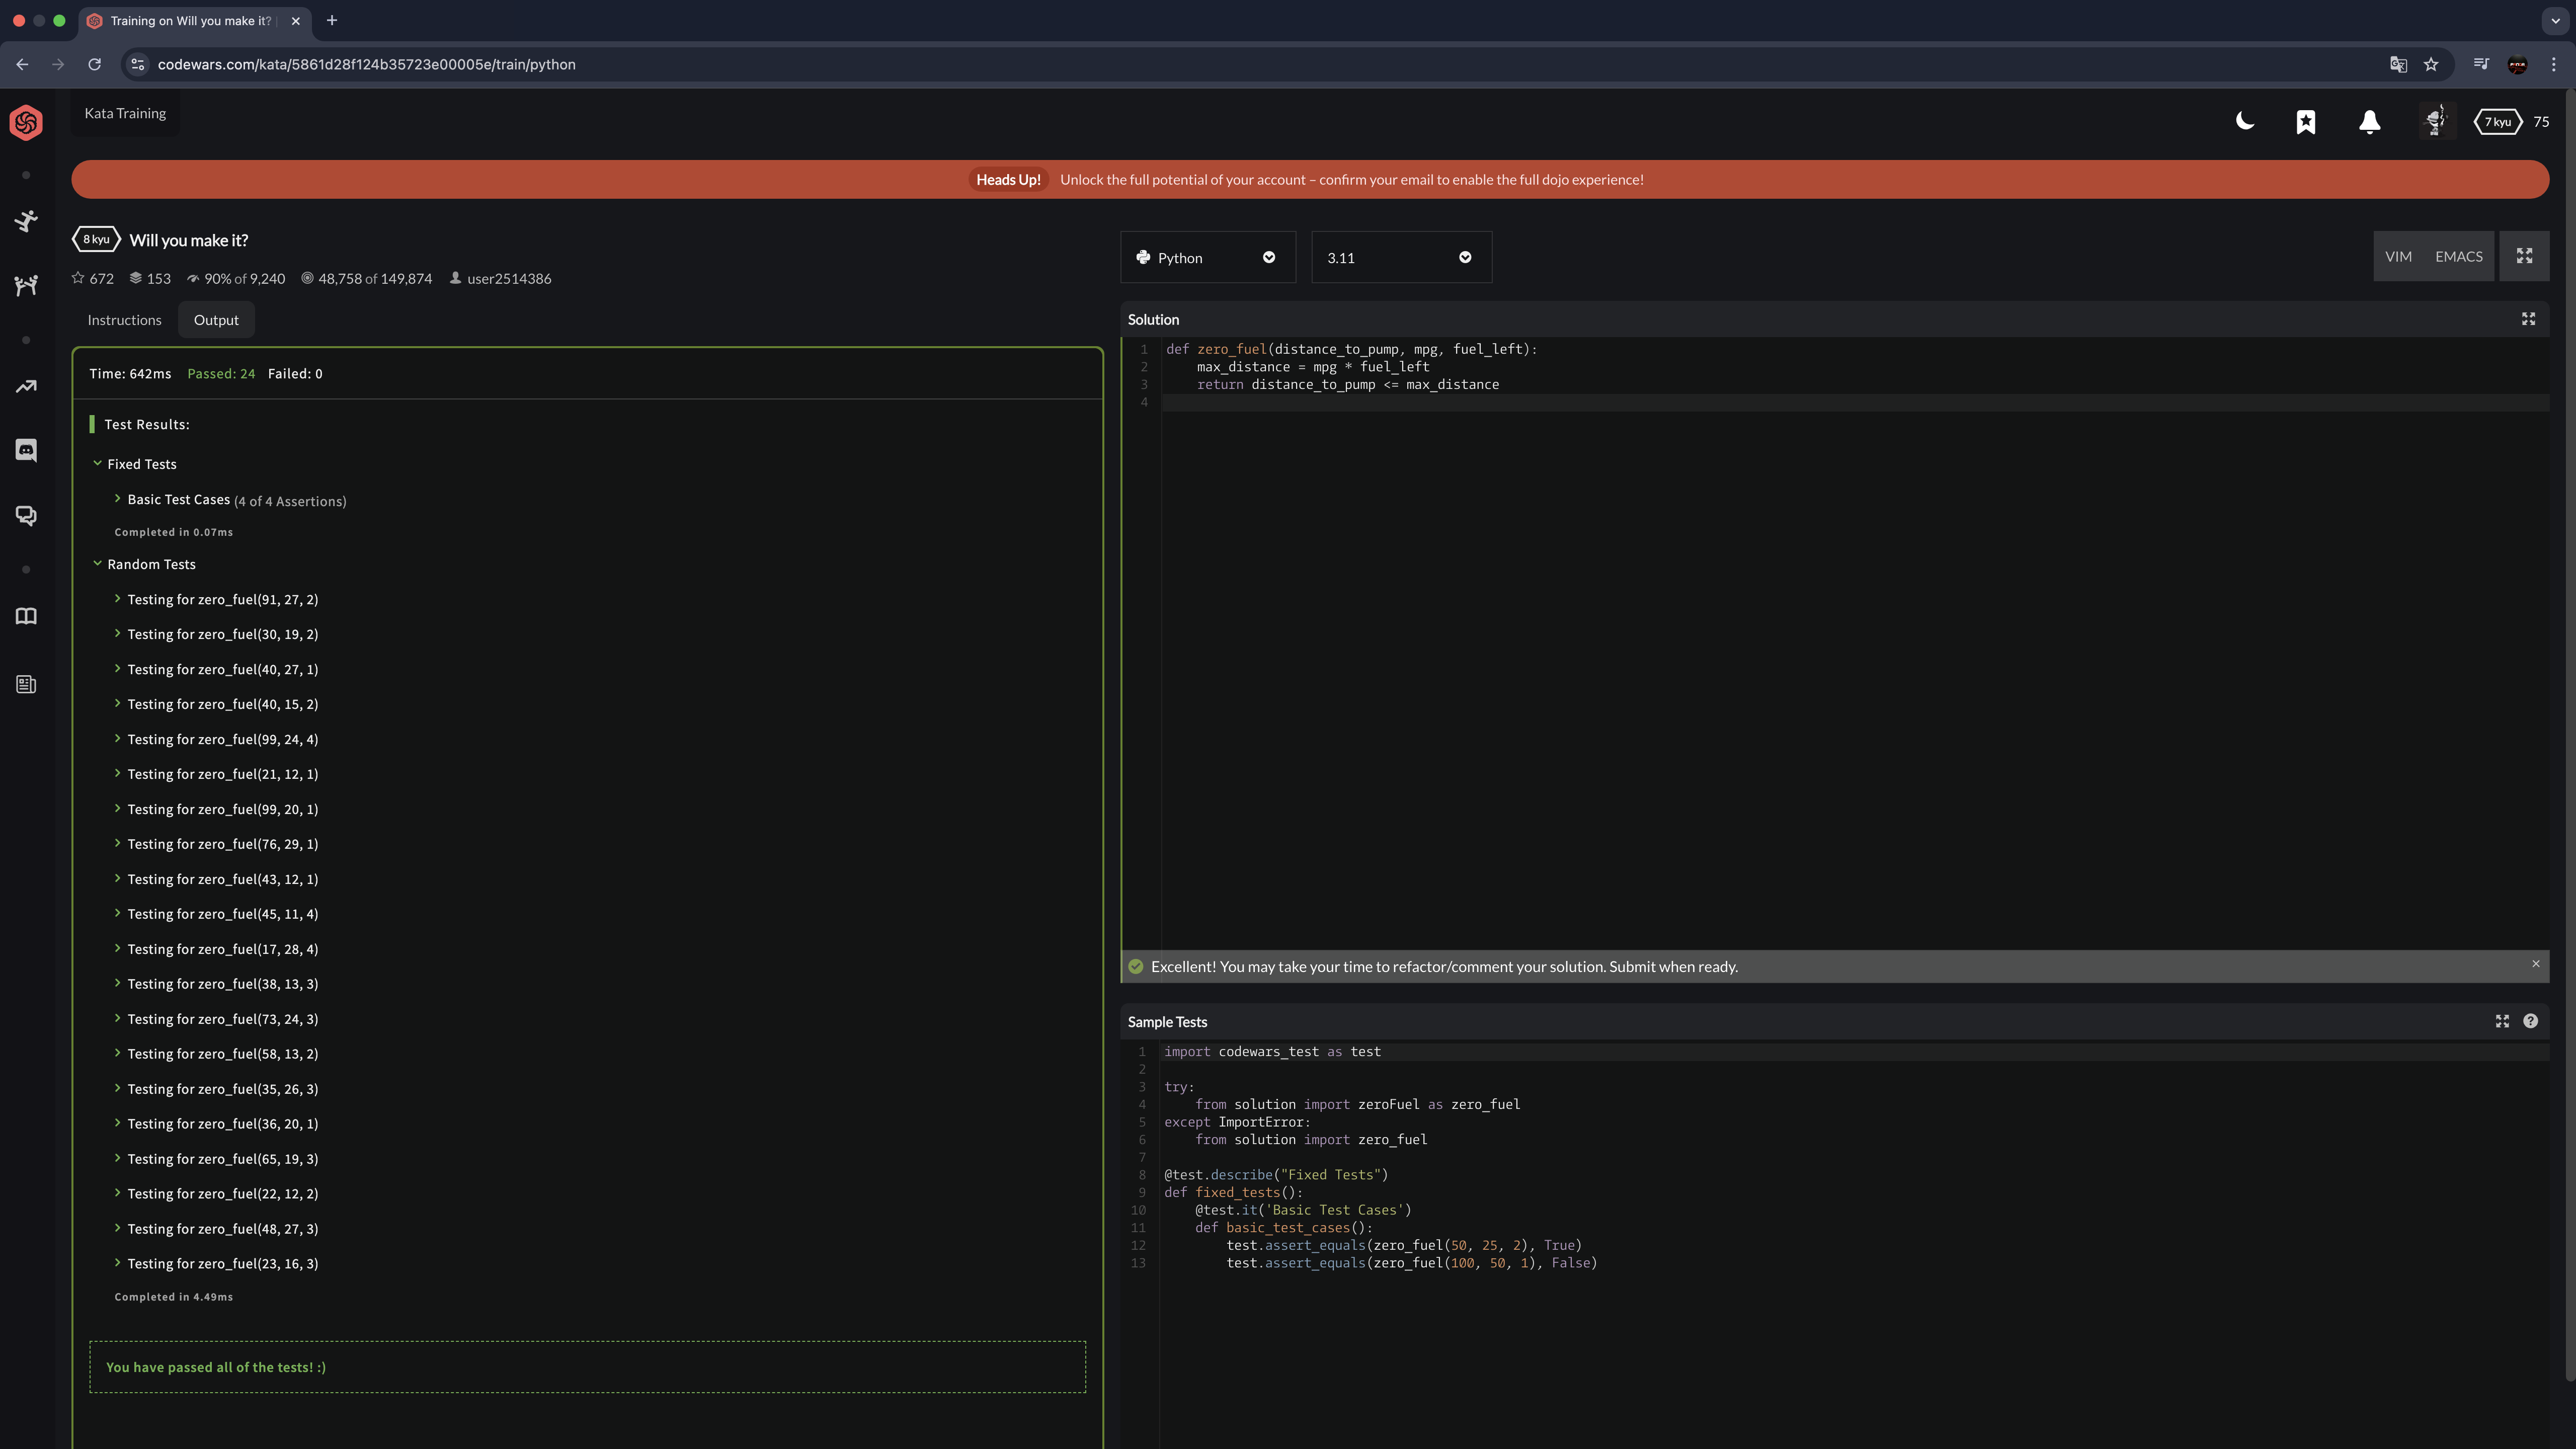 Training on Will you make it?
codewars.com/kata/5861d28f124b35723e00005e/train/python
Kata Training
7 kyu 75
Heads Up! Unlock the full potential of your account – confirm your email to enable the full dojo experience!
8 kyu Will you make it?
672 153 90% of 9,240 48,758 of 149,874 user2514386
Instructions Output
Time: 642ms Passed: 24 Failed: 0
Test Results:
Fixed Tests
Basic Test Cases (4 of 4 Assertions)
Completed in 0.07ms
Random Tests
Testing for zero_fuel(91, 27, 2)
Testing for zero_fuel(30, 19, 2)
Testing for zero_fuel(40, 27, 1)
Testing for zero_fuel(40, 15, 2)
Testing for zero_fuel(99, 24, 4)
Testing for zero_fuel(21, 12, 1)
Testing for zero_fuel(99, 20, 1)
Testing for zero_fuel(76, 29, 1)
Testing for zero_fuel(43, 12, 1)
Testing for zero_fuel(45, 11, 4)
Testing for zero_fuel(17, 28, 4)
Testing for zero_fuel(38, 13, 3)
Testing for zero_fuel(73, 24, 3)
Testing for zero_fuel(58, 13, 2)
Testing for zero_fuel(35, 26, 3)
Testing for zero_fuel(36, 20, 1)
Testing for zero_fuel(65, 19, 3)
Testing for zero_fuel(22, 12, 2)
Testing for zero_fuel(48, 27, 3)
Testing for zero_fuel(23, 16, 3)
Completed in 4.49ms
You have passed all of the tests! :)
Python 3.11 VIM EMACS
Solution
1 def zero_fuel(distance_to_pump, mpg, fuel_left):
2     max_distance = mpg * fuel_left
3     return distance_to_pump <= max_distance
4
Excellent! You may take your time to refactor/comment your solution. Submit when ready.
Sample Tests
1 import codewars_test as test
2
3 try:
4     from solution import zeroFuel as zero_fuel
5 except ImportError:
6     from solution import zero_fuel
7
8 @test.describe("Fixed Tests")
9 def fixed_tests():
10     @test.it('Basic Test Cases')
11     def basic_test_cases():
12         test.assert_equals(zero_fuel(50, 25, 2), True)
13         test.assert_equals(zero_fuel(100, 50, 1), False)